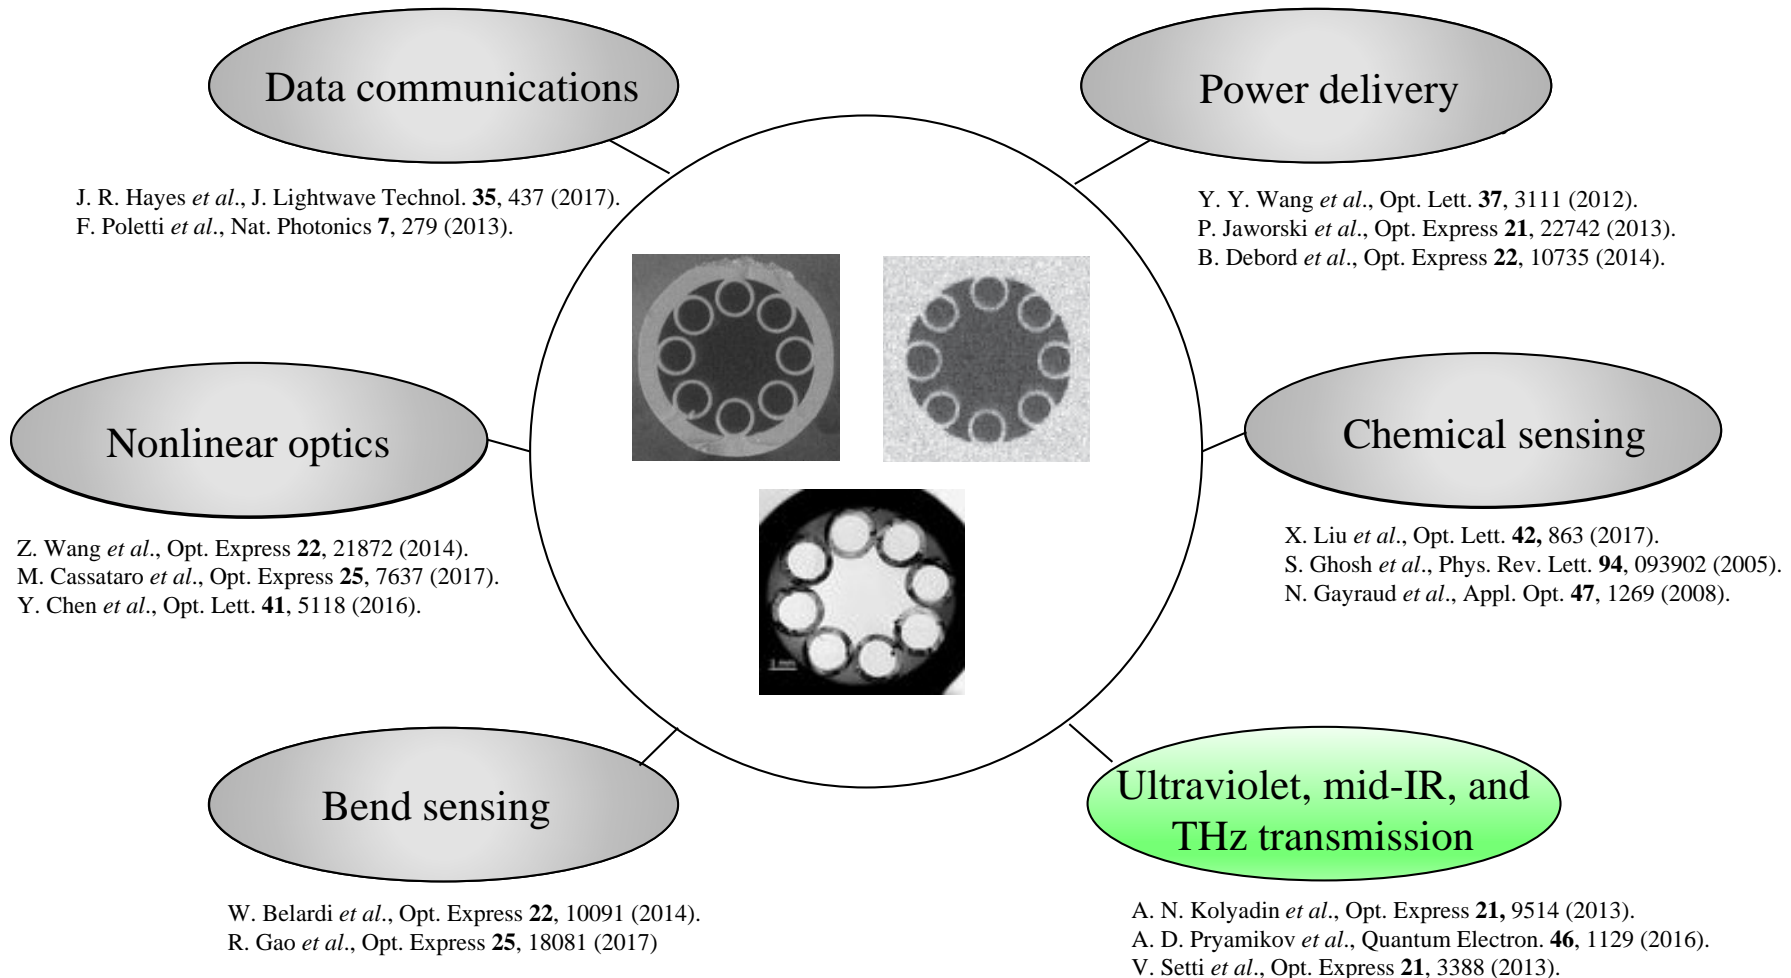 Data communications
J. R. Hayes et al., J. Lightwave Technol. 35, 437 (2017).
F. Poletti et al., Nat. Photonics 7, 279 (2013).
Power delivery
Y. Y. Wang et al., Opt. Lett. 37, 3111 (2012).
P. Jaworski et al., Opt. Express 21, 22742 (2013).
B. Debord et al., Opt. Express 22, 10735 (2014).
Nonlinear optics
Z. Wang et al., Opt. Express 22, 21872 (2014).
M. Cassataro et al., Opt. Express 25, 7637 (2017).
Y. Chen et al., Opt. Lett. 41, 5118 (2016).
Chemical sensing
X. Liu et al., Opt. Lett. 42, 863 (2017).
S. Ghosh et al., Phys. Rev. Lett. 94, 093902 (2005).
N. Gayraud et al., Appl. Opt. 47, 1269 (2008).
1 mm
Bend sensing
W. Belardi et al., Opt. Express 22, 10091 (2014).
R. Gao et al., Opt. Express 25, 18081 (2017)
Ultraviolet, mid-IR, and
THz transmission
A. N. Kolyadin et al., Opt. Express 21, 9514 (2013).
A. D. Pryamikov et al., Quantum Electron. 46, 1129 (2016).
V. Setti et al., Opt. Express 21, 3388 (2013).